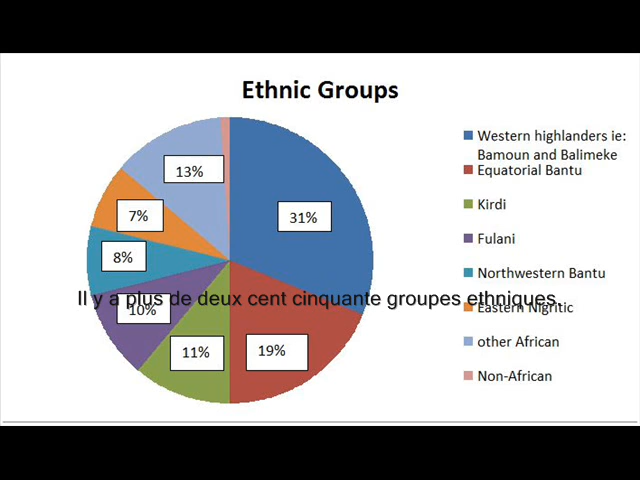 Ethnic Groups
Western highlanders ie:
Bamoun and Balimeke
Equatorial Bantu
Kirdi
Fulani
Northwestern Bantu
Eastern Nigritic
other African
Non-African
13%
31%
7%
8%
10%
11%
19%
Il y a plus de deux cent cinquante groupes ethniques